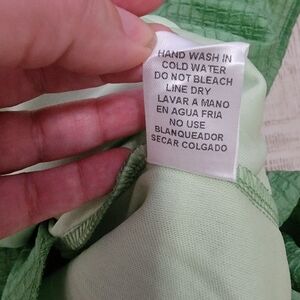 HAND WASH IN
COLD WATER
DO NOT BLEACH
LINE DRY
LAVAR A MANO
EN AGUA FRIA
NO USE
BLANQUEADOR
SECAR COLGADO